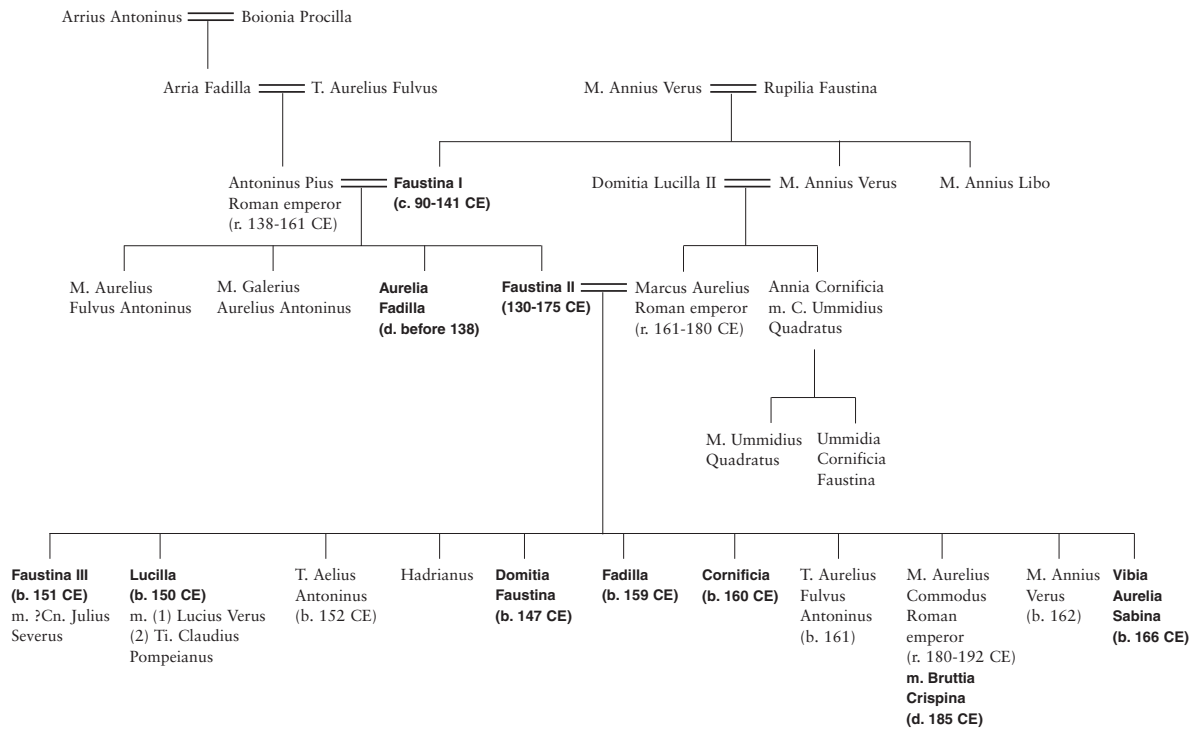 Arrius Antoninus Boionia Procilla
Arria Fadilla T. Aurelius Fulvus
M. Annius Verus Rupilia Faustina
Antoninus Pius
Roman emperor
(r. 138-161 CE)
Faustina I
(c. 90-141 CE)
Domitia Lucilla II M. Annius Verus
M. Annius Libo
M. Aurelius
Fulvus Antoninus
M. Galerius
Aurelius Antoninus
Aurelia
Fadilla
(d. before 138)
Faustina II
(130-175 CE)
Marcus Aurelius
Roman emperor
(r. 161-180 CE)
Annia Cornificia
m. C. Ummidius
Quadratus
M. Ummidius
Quadratus
Ummidia
Cornificia
Faustina
Faustina III
(b. 151 CE)
m. ?Cn. Julius
Severus
Lucilla
(b. 150 CE)
m. (1) Lucius Verus
(2) Ti. Claudius
Pompeianus
T. Aelius
Antoninus
(b. 152 CE)
Hadrianus
Domitia
Faustina
(b. 147 CE)
Fadilla
(b. 159 CE)
Cornificia
(b. 160 CE)
T. Aurelius
Fulvus
Antoninus
(b. 161)
M. Aurelius
Commodus
Roman
emperor
(r. 180-192 CE)
m. Bruttia
Crispina
(d. 185 CE)
M. Annius
Verus
(b. 162)
Vibia
Aurelia
Sabina
(b. 166 CE)